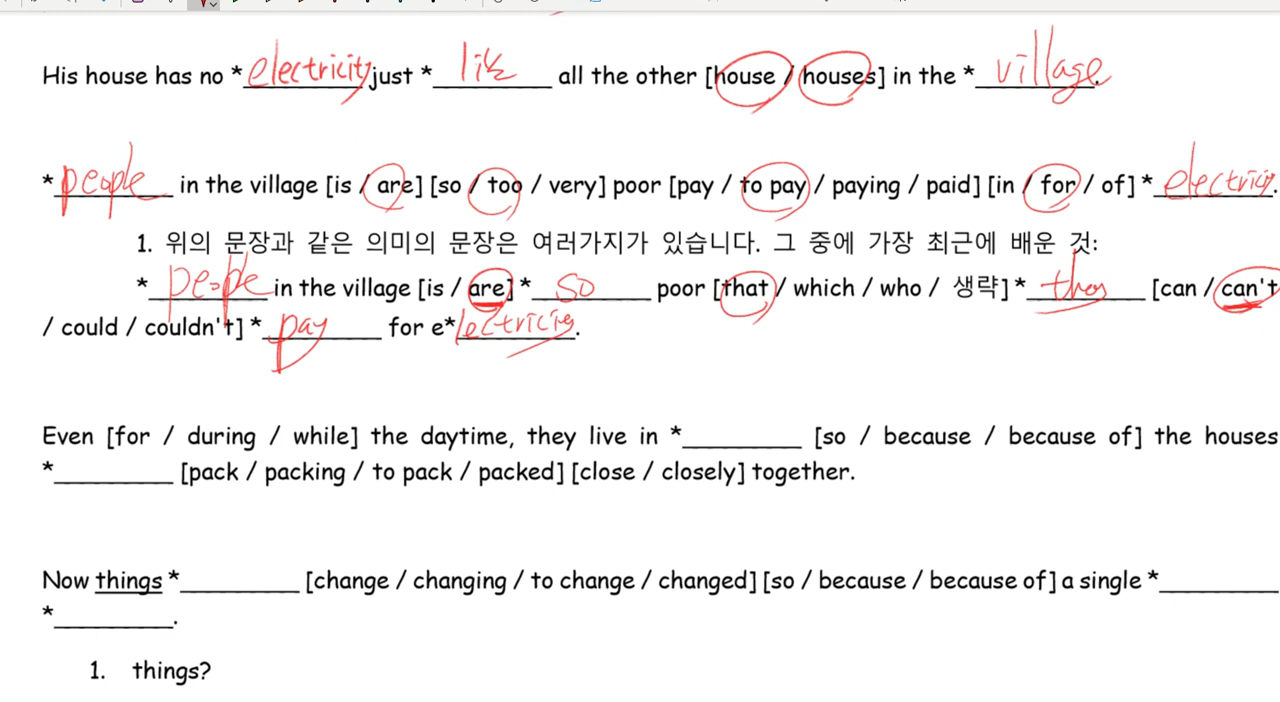 His house has no *electricity just *like all the other [house / houses] in the *village.
*people in the village [is / are] [so / too / very] poor [pay / to pay / paying / paid] [in / for / of] *electricity.
1. 위의 문장과 같은 의미의 문장은 여러가지가 있습니다. 그 중에 가장 최근에 배운 것:
*people in the village [is / are] *so poor [that / which / who / 생략] *they [can / can't
/ could / couldn't] *pay for e*lectricity.
Even [for / during / while] the daytime, they live in *_________ [so / because / because of] the houses
*_________ [pack / packing / to pack / packed] [close / closely] together.
Now things *_________ [change / changing / to change / changed] [so / because / because of] a single *_________
*_________.
1. things?